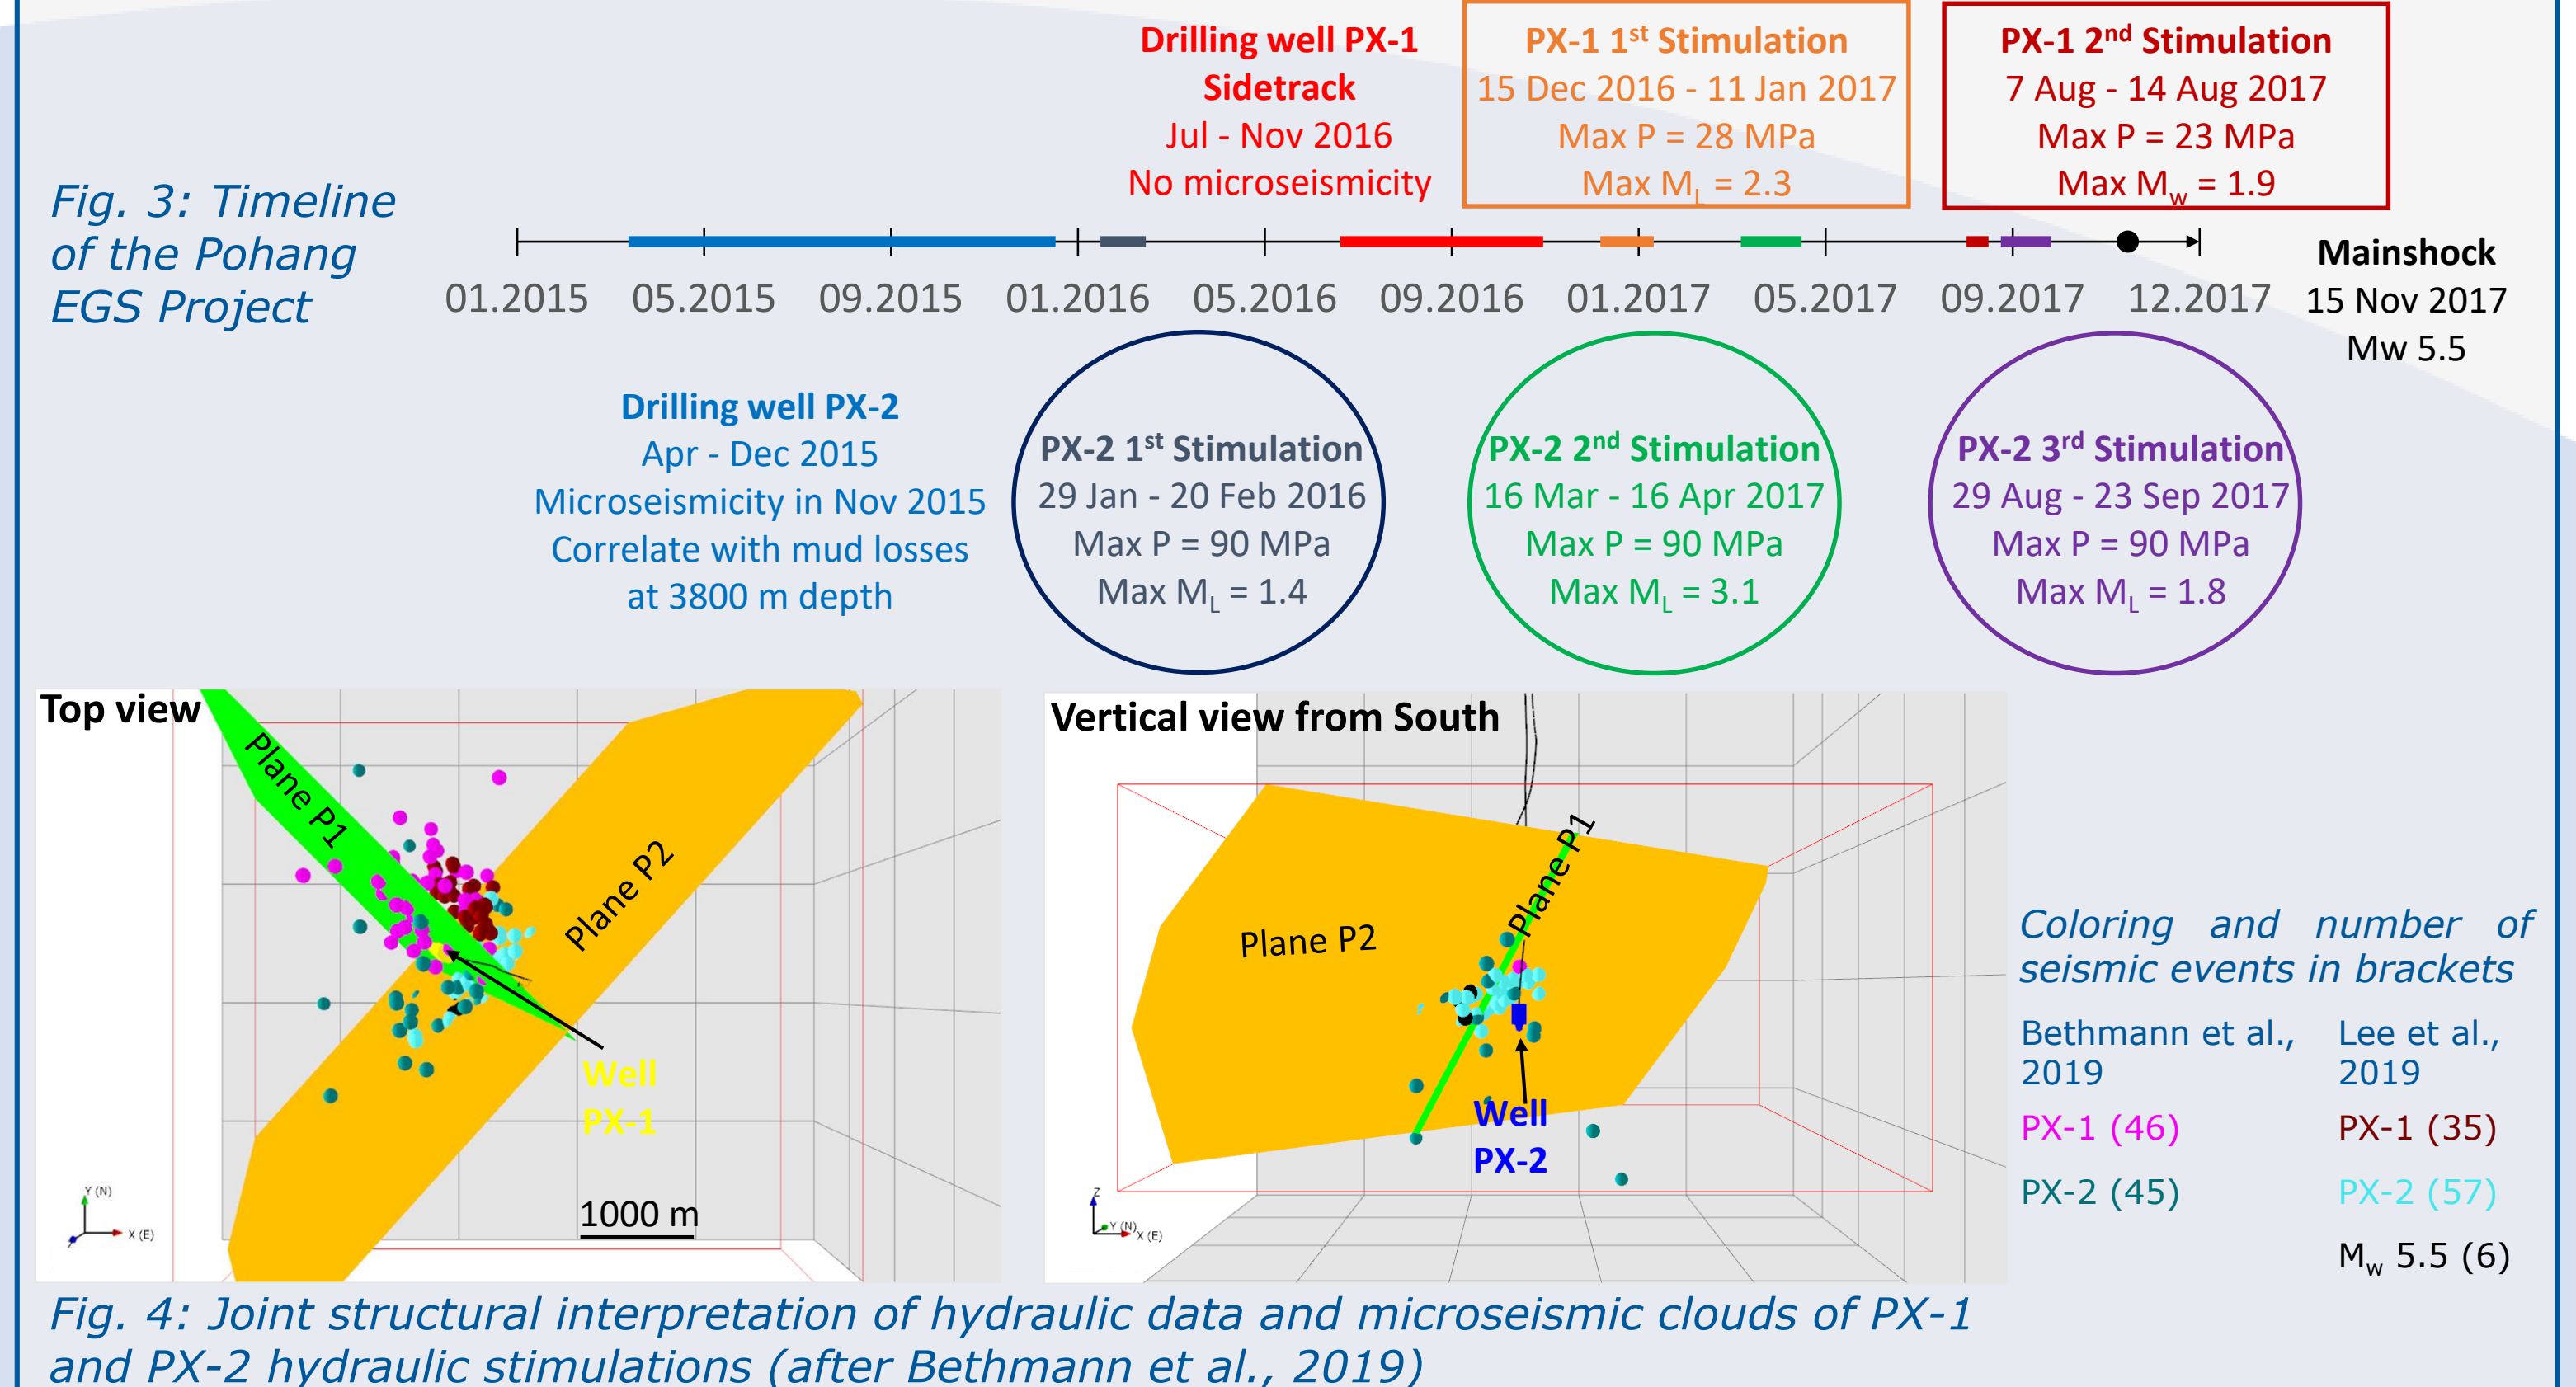 Drilling well PX-1
Sidetrack
Jul - Nov 2016
No microseismicity
PX-1 1st Stimulation
15 Dec 2016 - 11 Jan 2017
Max P = 28 MPa
Max ML = 2.3
PX-1 2nd Stimulation
7 Aug - 14 Aug 2017
Max P = 23 MPa
Max Mw = 1.9
Fig. 3: Timeline
of the Pohang
EGS Project
01.2015 05.2015 09.2015 01.2016 05.2016 09.2016 01.2017 05.2017 09.2017 12.2017
Mainshock
15 Nov 2017
Mw 5.5
Drilling well PX-2
Apr - Dec 2015
Microseismicity in Nov 2015
Correlate with mud losses
at 3800 m depth
PX-2 1st Stimulation
29 Jan - 20 Feb 2016
Max P = 90 MPa
Max ML = 1.4
PX-2 2nd Stimulation
16 Mar - 16 Apr 2017
Max P = 90 MPa
Max ML = 3.1
PX-2 3rd Stimulation
29 Aug - 23 Sep 2017
Max P = 90 MPa
Max ML = 1.8
Top view
Plane P1
Plane P2
Well
PX-1
1000 m
Y (N)
X (E)
Vertical view from South
Plane P1
Plane P2
Well
PX-2
Z
Y (N)
X (E)
Coloring and number of
seismic events in brackets
Bethmann et al.,
2019
Lee et al.,
2019
PX-1 (46)
PX-1 (35)
PX-2 (45)
PX-2 (57)
Mw 5.5 (6)
Fig. 4: Joint structural interpretation of hydraulic data and microseismic clouds of PX-1
and PX-2 hydraulic stimulations (after Bethmann et al., 2019)